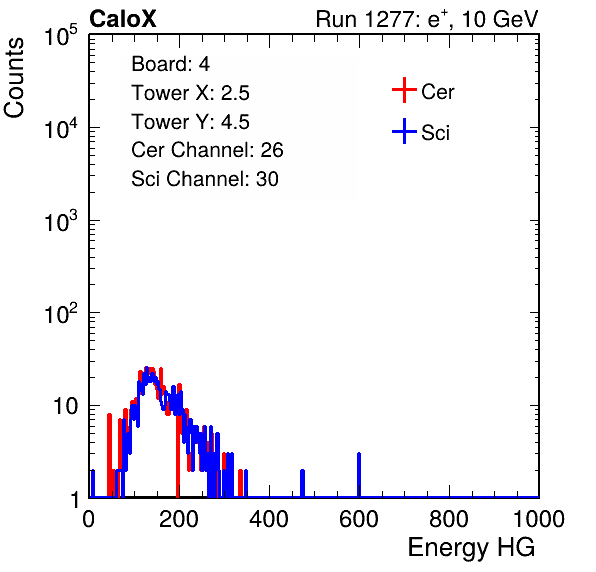 CaloX Run 1277: e⁺, 10 GeV
Counts
Board: 4
Tower X: 2.5
Tower Y: 4.5
Cer Channel: 26
Sci Channel: 30
Cer
Sci
10⁵
10⁴
10³
10²
10
1
0 200 400 600 800 1000
Energy HG